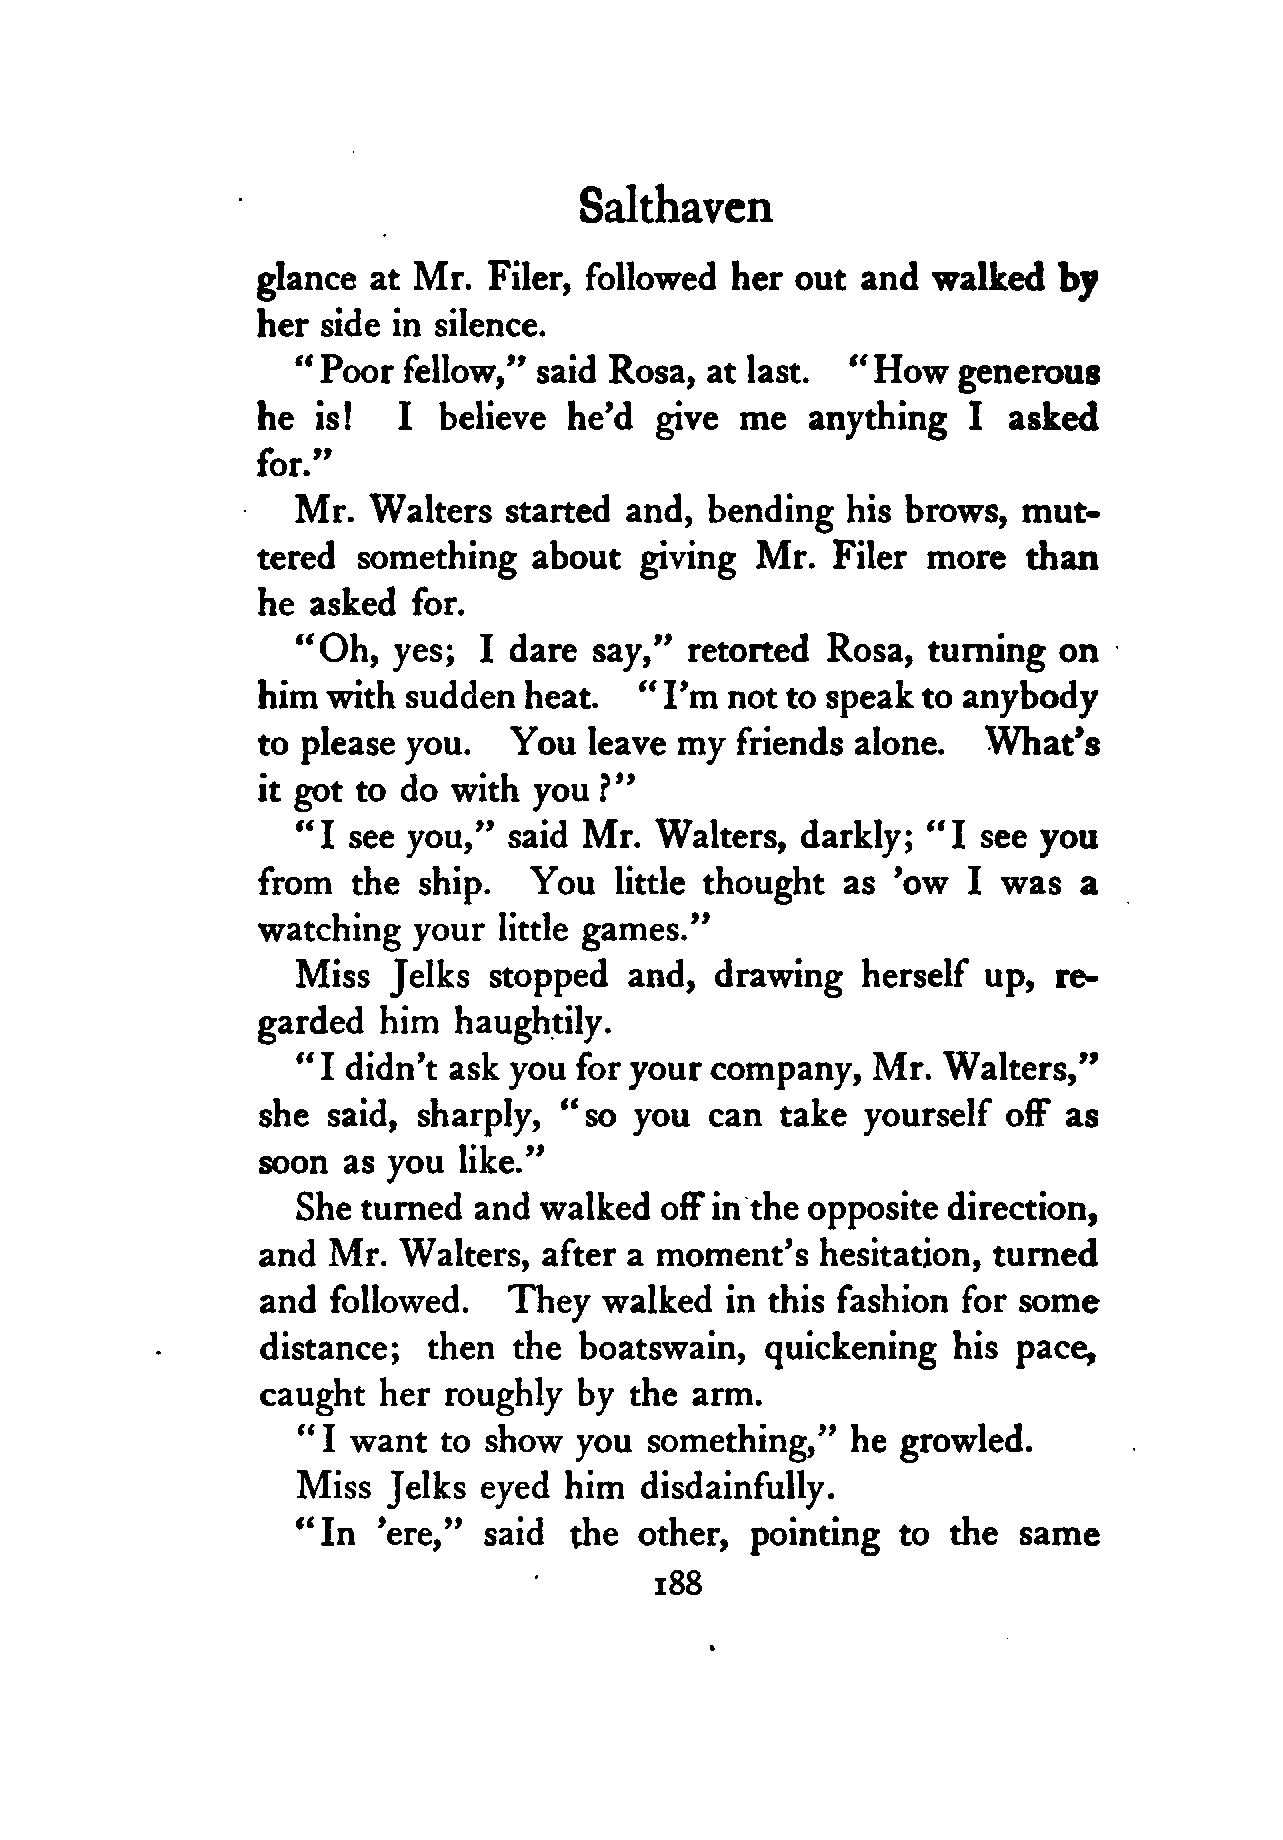 Salthaven
glance at Mr. Filer, followed her out and walked by
her side in silence.
“Poor fellow,” said Rosa, at last. “How generous
he is! I believe he’d give me anything I asked
for.”
Mr. Walters started and, bending his brows, mut-
tered something about giving Mr. Filer more than
he asked for.
“Oh, yes; I dare say,” retorted Rosa, turning on
him with sudden heat. “I’m not to speak to anybody
to please you. You leave my friends alone. What’s
it got to do with you?”
“I see you,” said Mr. Walters, darkly; “I see you
from the ship. You little thought as ’ow I was a
watching your little games.”
Miss Jelks stopped and, drawing herself up, re-
garded him haughtily.
“I didn’t ask you for your company, Mr. Walters,”
she said, sharply, “so you can take yourself off as
soon as you like.”
She turned and walked off in the opposite direction,
and Mr. Walters, after a moment’s hesitation, turned
and followed. They walked in this fashion for some
distance; then the boatswain, quickening his pace,
caught her roughly by the arm.
“I want to show you something,” he growled.
Miss Jelks eyed him disdainfully.
“In ’ere,” said the other, pointing to the same
188